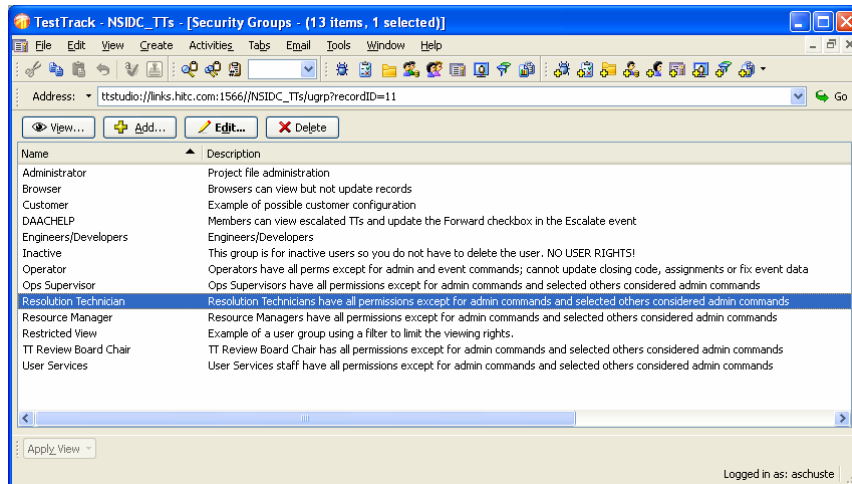 TestTrack - NSIDC_TTs - [Security Groups - (13 items, 1 selected)]
File Edit View Create Activities Tabs Email Tools Window Help
Address: ttstudio://links.hitc.com:1566//NSIDC_TTs/ugrp?recordID=11 Go
View... Add... Edit... Delete
Name Description
Administrator Project file administration
Browser Browsers can view but not update records
Customer Example of possible customer configuration
DAACHELP Members can view escalated TTs and update the Forward checkbox in the Escalate event
Engineers/Developers Engineers/Developers
Inactive This group is for inactive users so you do not have to delete the user. NO USER RIGHTS!
Operator Operators have all perms except for admin and event commands; cannot update closing code, assignments or fix event data
Ops Supervisor Ops Supervisors have all permissions except for admin commands and selected others considered admin commands
Resolution Technician Resolution Technicians have all permissions except for admin commands and selected others considered admin commands
Resource Manager Resource Managers have all permissions except for admin commands and selected others considered admin commands
Restricted View Example of a user group using a filter to limit the viewing rights.
TT Review Board Chair TT Review Board Chair has all permissions except for admin commands and selected others considered admin commands
User Services User Services staff have all permissions except for admin commands and selected others considered admin commands
Apply View
Logged in as: aschuste